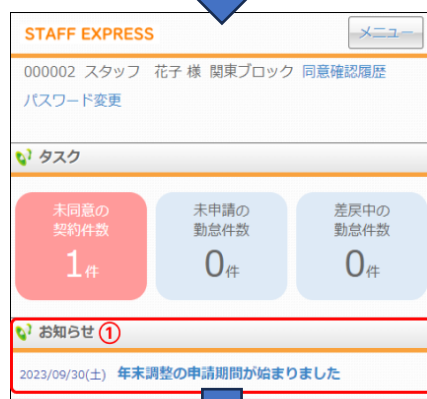 STAFF EXPRESS
メニュー
000002 スタッフ 花子 様 関東ブロック 同意確認履歴
パスワード変更
タスク
未同意の
契約件数
1件
未申請の
勤怠件数
0件
差戻中の
勤怠件数
0件
お知らせ ①
2023/09/30(土) 年末調整の申請期間が始まりました